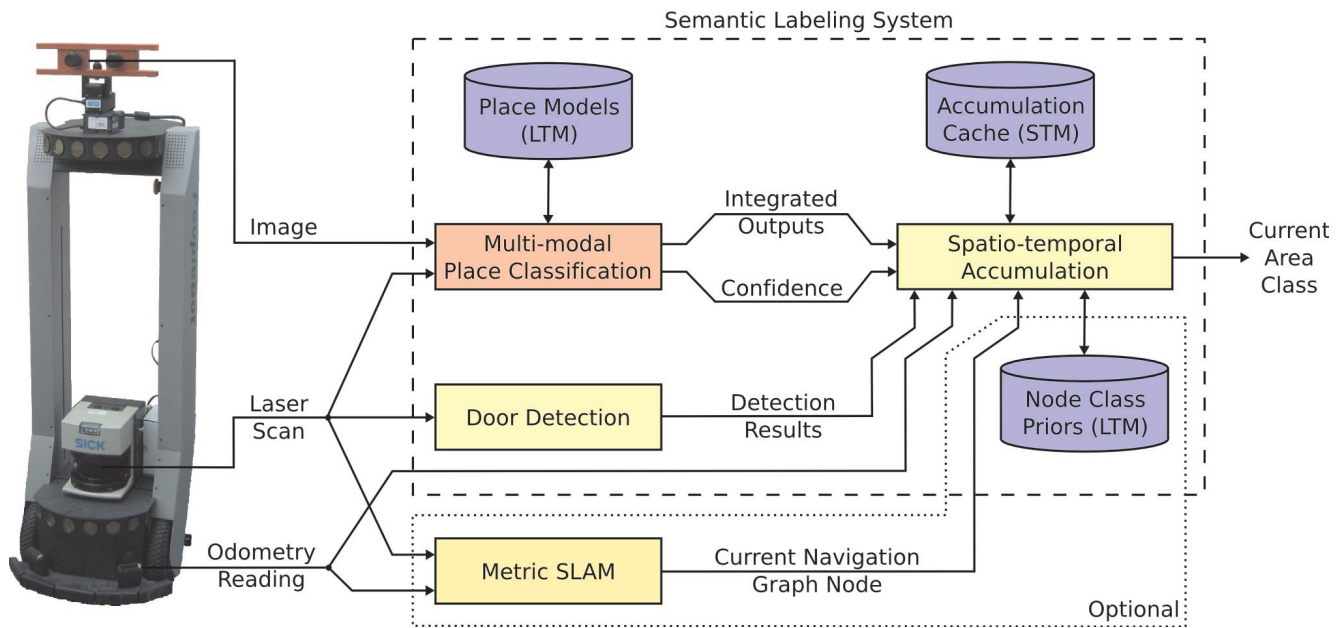 Semantic Labeling System
Place Models
(LTM)
Accumulation
Cache (STM)
Image
Multi-modal
Place Classification
Integrated
Outputs
Confidence
Spatio-temporal
Accumulation
Current
Area
Class
Laser
Scan
Door Detection
Detection
Results
Node Class
Priors (LTM)
SICK
Odometry
Reading
Metric SLAM
Current Navigation
Graph Node
Optional